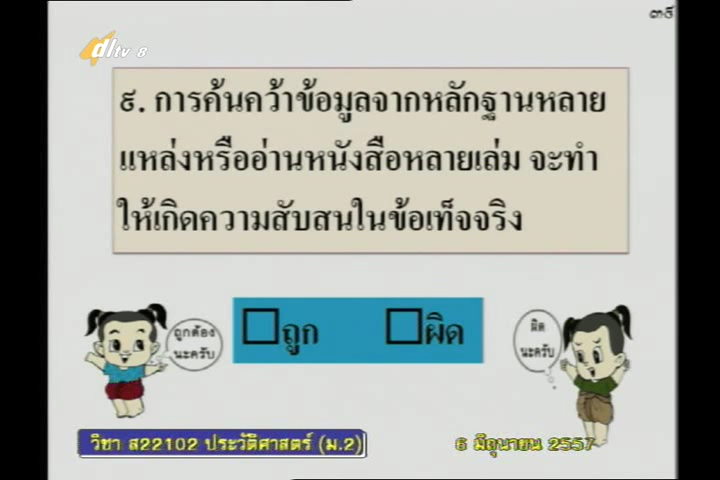 ๓๕
dltv 8
๙. การค้นคว้าข้อมูลจากหลักฐานหลาย
แหล่งหรืออ่านหนังสือหลายเล่ม จะทำ
ให้เกิดความสับสนในข้อเท็จจริง
ถูกต้อง
นะครับ
ถูก
ผิด
ผิด
นะครับ
วิชา ส22102 ประวัติศาสตร์ (ม.2)
6 มิถุนายน 2557